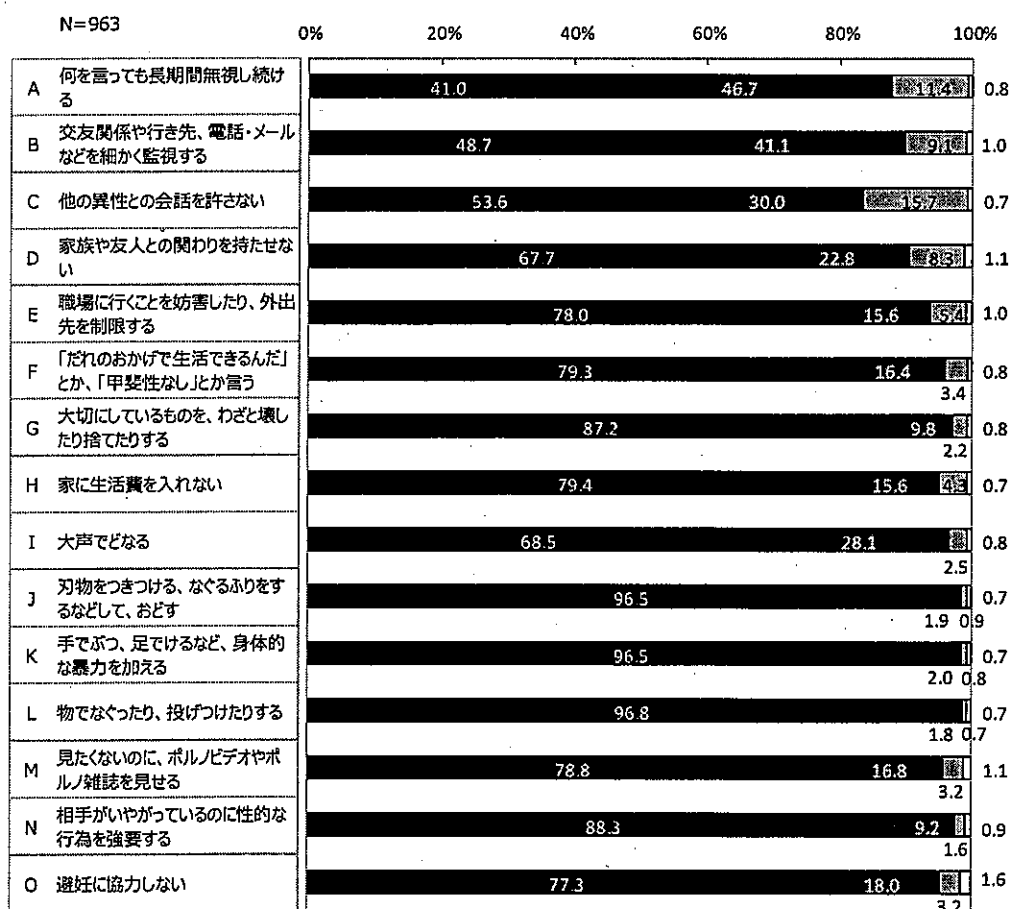 N=963
0% 20% 40% 60% 80% 100%
A 何を言っても長期間無視し続け
る
41.0 46.7 11.4 0.8
B 交友関係や行き先、電話・メール
などを細かく監視する
48.7 41.1 9.1 1.0
C 他の異性との会話を許さない
53.6 30.0 15.7 0.7
D 家族や友人との関わりを持たせな
い
67.7 22.8 8.3 1.1
E 職場に行くことを妨害したり、外出
先を制限する
78.0 15.6 5.4 1.0
F 「だれのおかげで生活できるんだ」
とか、「甲斐性なし」とか言う
79.3 16.4 0.8
3.4
G 大切にしているものを、わざと壊し
たり捨てたりする
87.2 9.8 0.8
2.2
H 家に生活費を入れない
79.4 15.6 4.3 0.7
I 大声でどなる
68.5 28.1 0.8
2.5
J 刃物をつきつける、なぐるふりをす
るなどして、おどす
96.5 0.7
1.9 0.9
K 手でぶつ、足でけるなど、身体的
な暴力を加える
96.5 0.7
2.0 0.8
L 物でなぐったり、投げつけたりする
96.8 0.7
1.8 0.7
M 見たくないのに、ポルノビデオやポ
ルノ雑誌を見せる
78.8 16.8 1.1
3.2
N 相手がいやがっているのに性的な
行為を強要する
88.3 9.2 0.9
1.6
O 避妊に協力しない
77.3 18.0 1.6
3.2